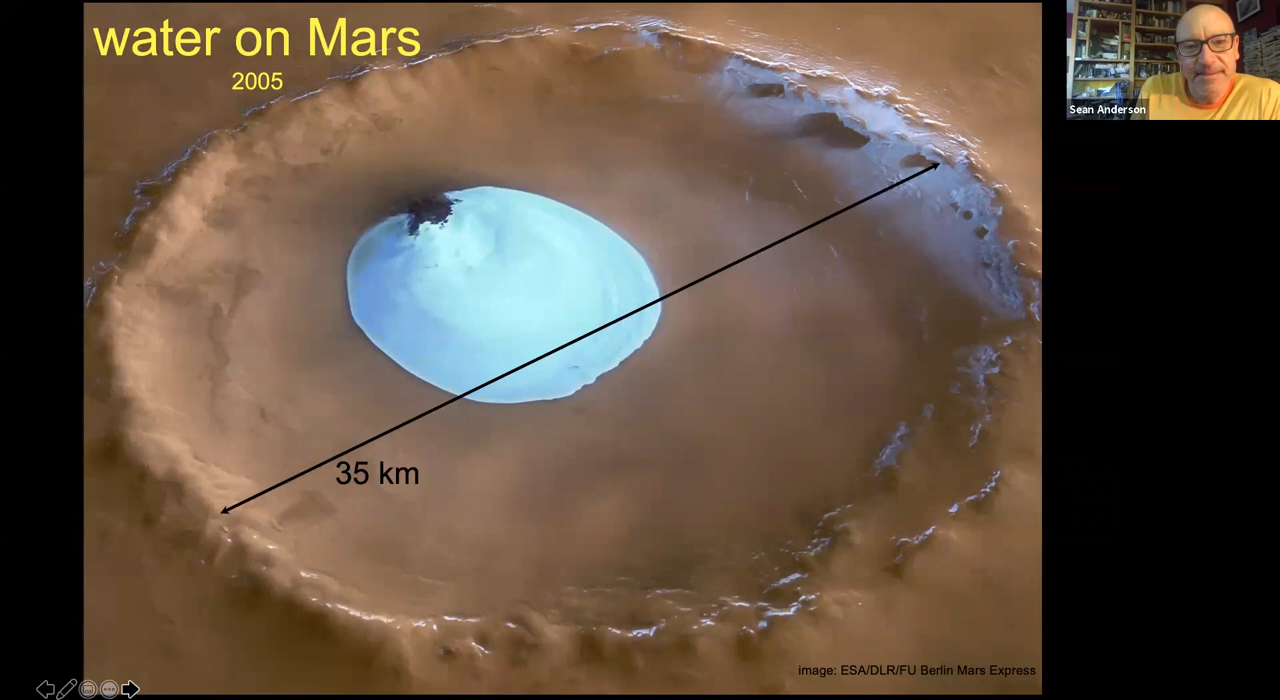 water on Mars
2005
Sean Anderson
35 km
image: ESA/DLR/FU Berlin Mars Express